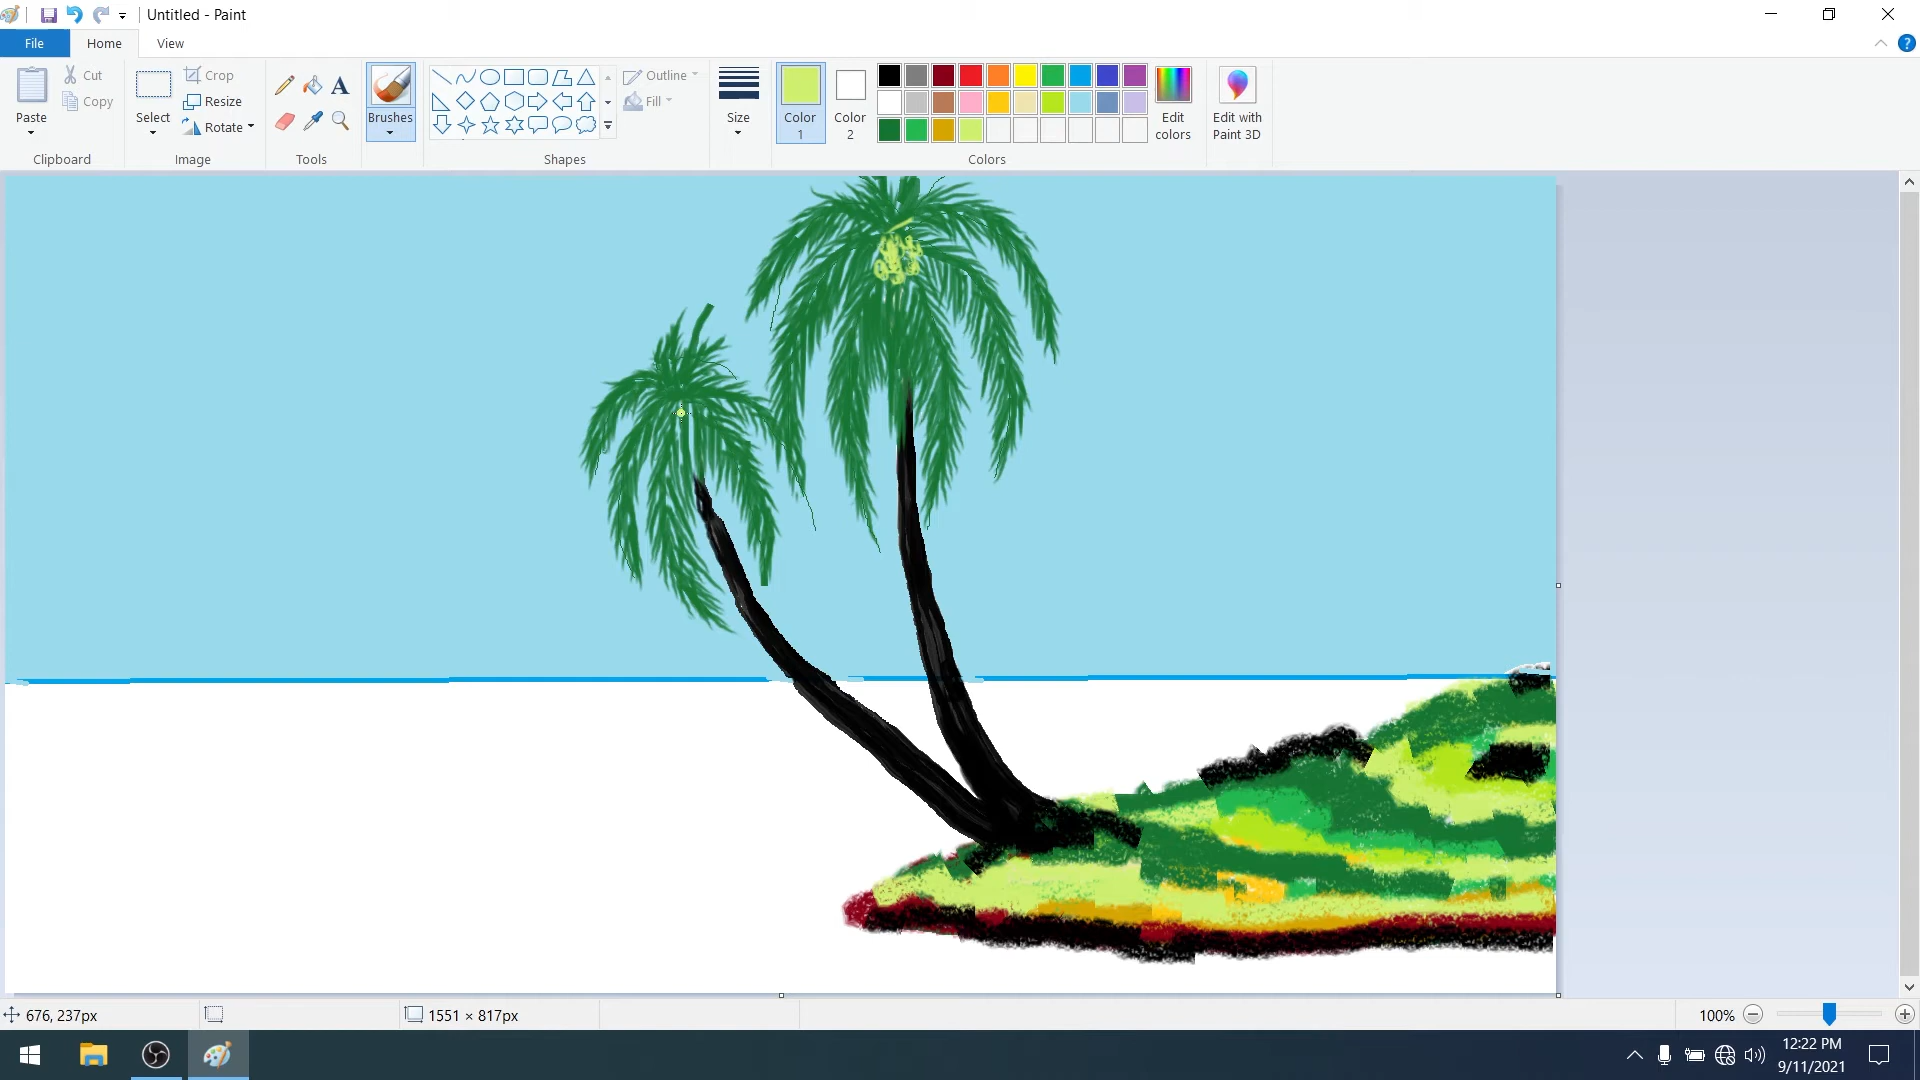 Untitled - Paint
File Home View
Paste Cut Copy
Clipboard
Select Crop Resize Rotate
Image
A
Tools
Brushes
Outline Fill
Shapes
Size
Color 1
Color 2
Edit colors
Colors
Edit with Paint 3D
?
676, 237px
1551 × 817px
100%
12:22 PM
9/11/2021